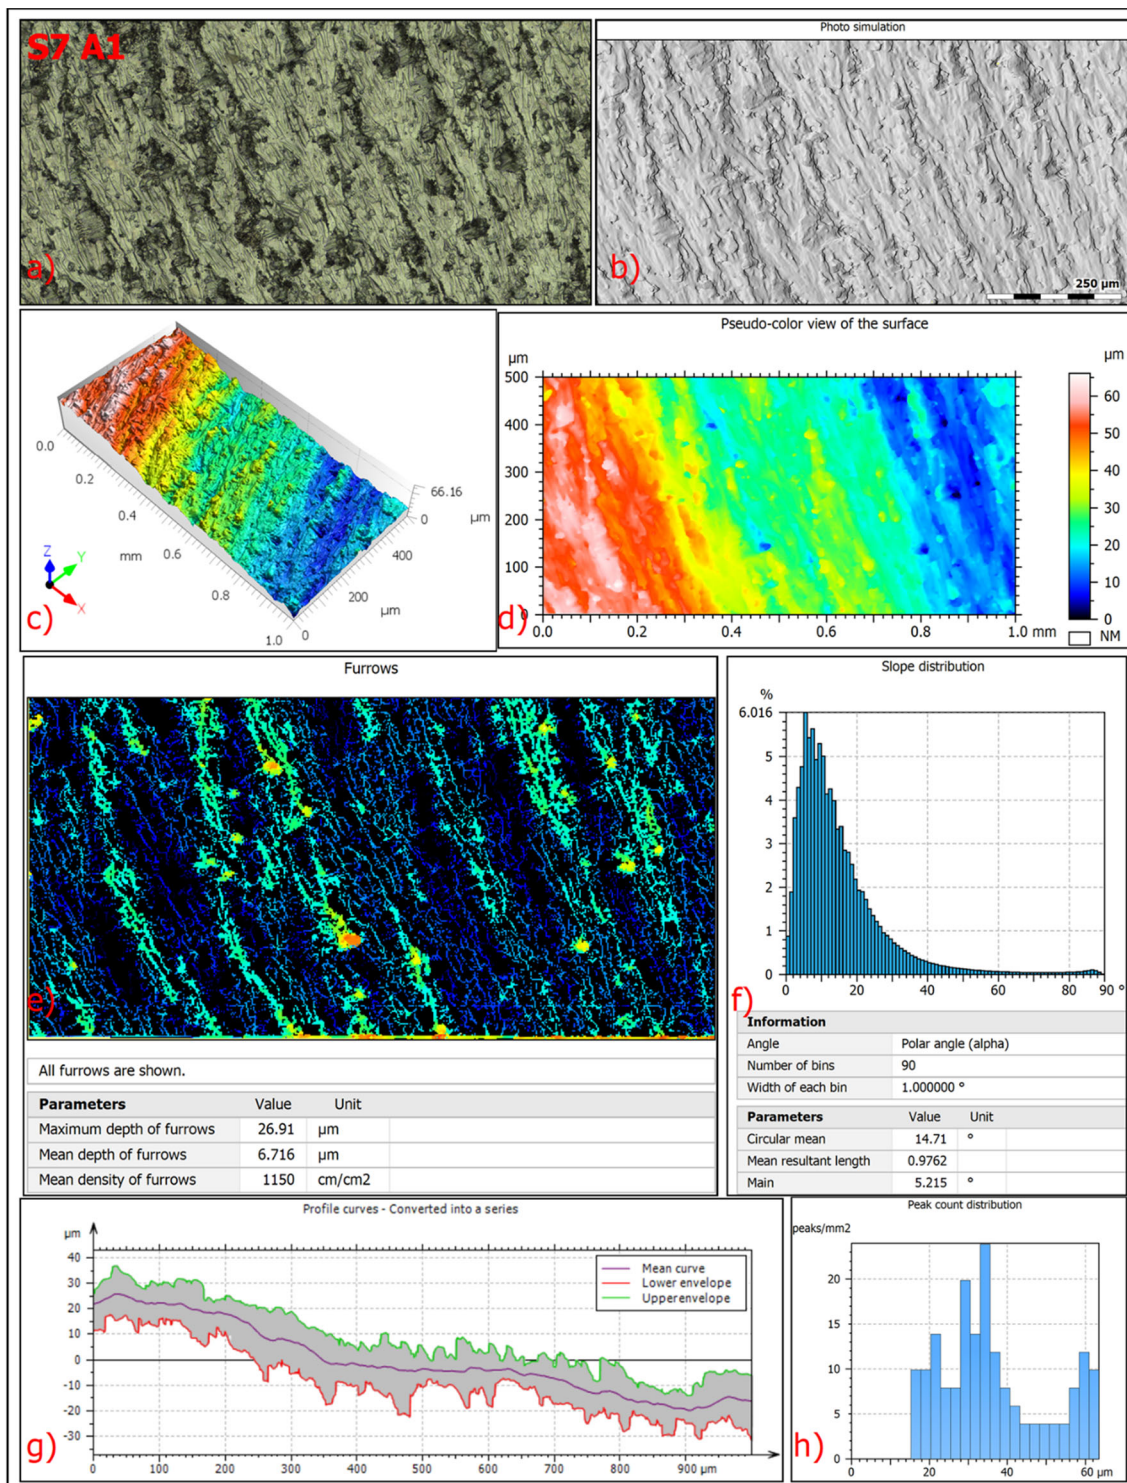 S7 A1
a)
Photo simulation
b)
250 µm
c)
0.0
0.2
0.4
mm
0.6
0.8
1.0
0
200
µm
400
66.16
0
µm
Z
Y
X
Pseudo-color view of the surface
µm
500
400
300
200
100
0
d)
0.0 0.2 0.4 0.6 0.8 1.0 mm
µm
60
50
40
30
20
10
0
NM
Furrows
e)
All furrows are shown.
Parameters Value Unit
Maximum depth of furrows 26.91 µm
Mean depth of furrows 6.716 µm
Mean density of furrows 1150 cm/cm2
Slope distribution
%
6.016
5
4
3
2
1
0
0 20 40 60 90 °
f)
Information
Angle Polar angle (alpha)
Number of bins 90
Width of each bin 1.000000 °
Parameters Value Unit
Circular mean 14.71 °
Mean resultant length 0.9762
Main 5.215 °
Profile curves - Converted into a series
µm
40
30
20
10
0
-10
-20
-30
Mean curve
Lower envelope
Upper envelope
g)
0 100 200 300 400 500 600 700 800 900 µm
Peak count distribution
peaks/mm2
20
15
10
5
0
h)
0 20 40 60 µm